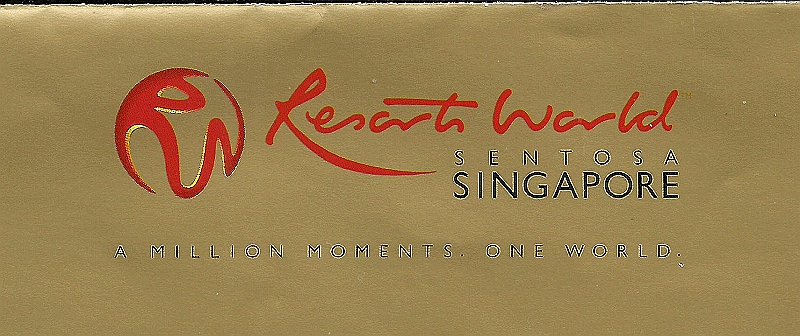 Resorts World
SENTOSA
SINGAPORE
A MILLION MOMENTS. ONE WORLD.